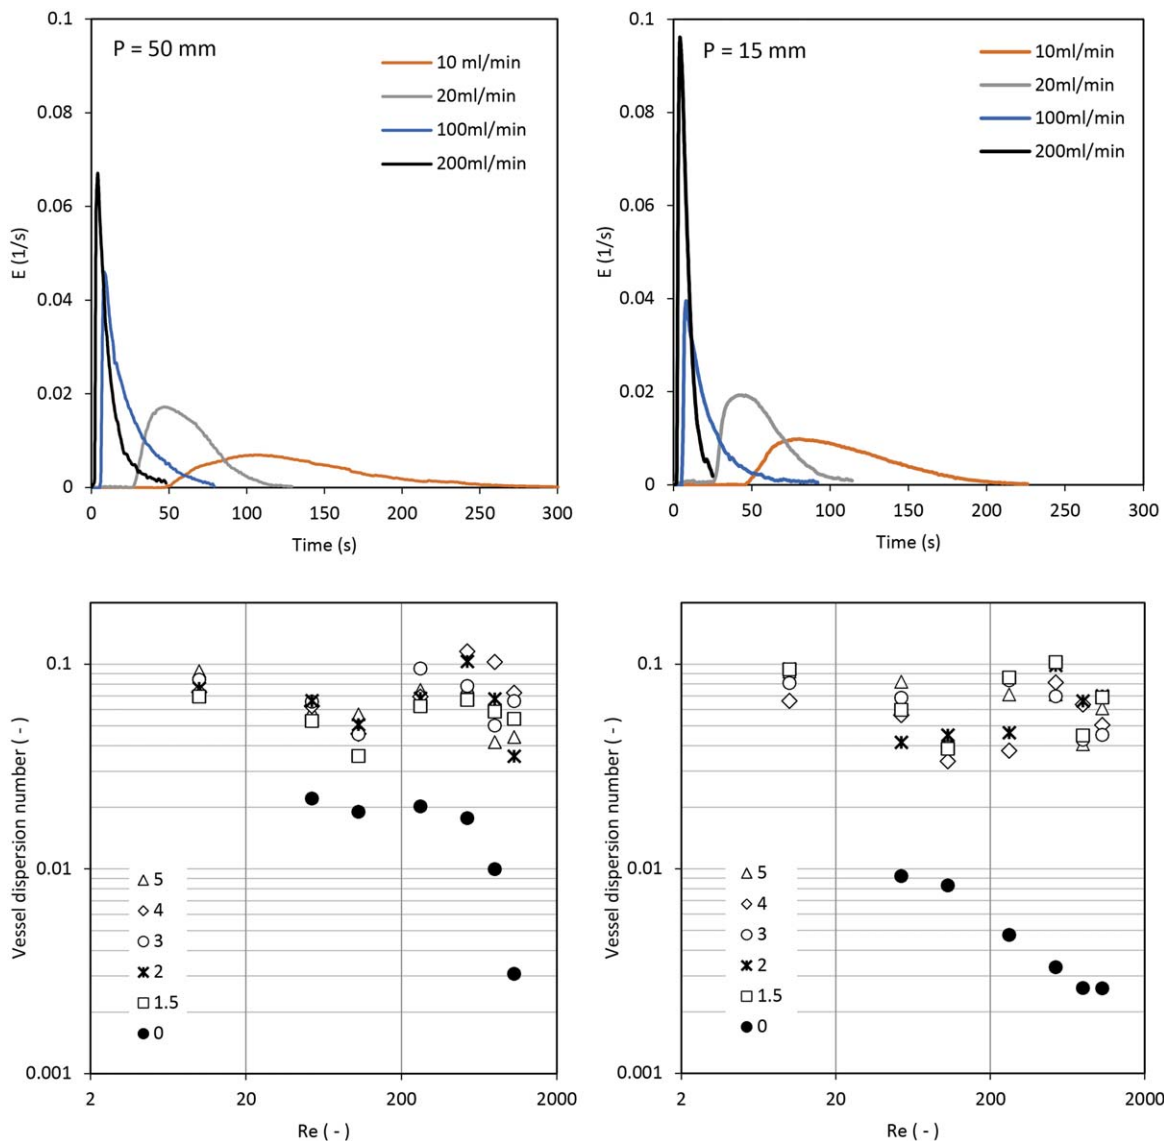 P = 50 mm
10 ml/min
20ml/min
100ml/min
200ml/min
0.1
0.08
0.06
0.04
0.02
0
E (1/s)
0 50 100 150 200 250 300
Time (s)
P = 15 mm
10ml/min
20ml/min
100ml/min
200ml/min
0.1
0.08
0.06
0.04
0.02
0
E (1/s)
0 50 100 150 200 250 300
Time (s)
0.1
0.01
0.001
Vessel dispersion number ( - )
5
4
3
2
1.5
0
2 20 200 2000
Re ( - )
0.1
0.01
0.001
Vessel dispersion number ( - )
5
4
3
2
1.5
0
2 20 200 2000
Re ( - )